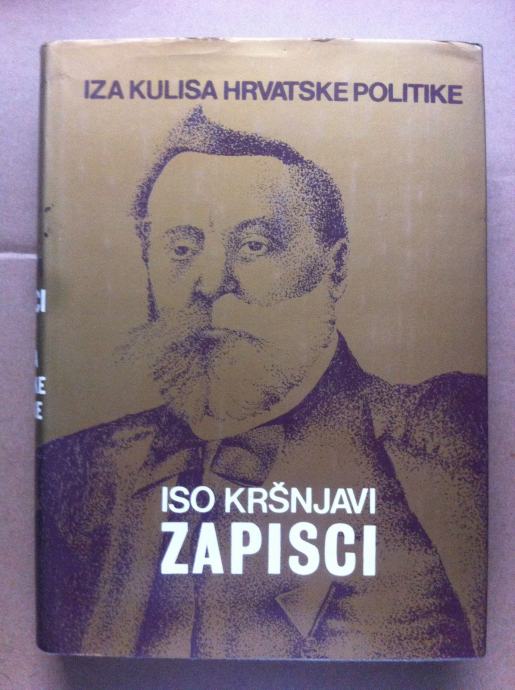 IZA KULISA HRVATSKE POLITIKE
ISO KRŠNJAVI
ZAPISCI